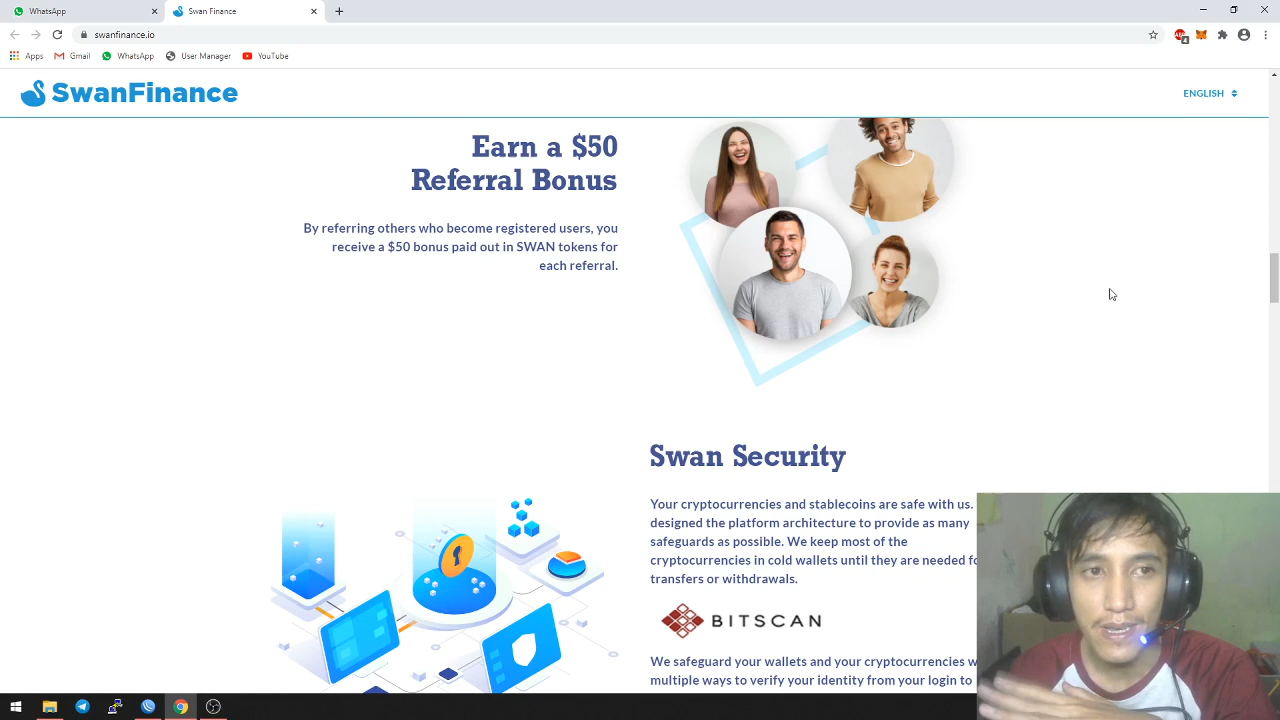 WhatsApp
Swan Finance
swanfinance.io
Apps
Gmail
WhatsApp
User Manager
YouTube
SwanFinance
ENGLISH
Earn a $50
Referral Bonus
By referring others who become registered users, you
receive a $50 bonus paid out in SWAN tokens for
each referral.
Swan Security
Your cryptocurrencies and stablecoins are safe with us.
designed the platform architecture to provide as many
safeguards as possible. We keep most of the
cryptocurrencies in cold wallets until they are needed
transfers or withdrawals.
BITSCAN
We safeguard your wallets and your cryptocurrencies
multiple ways to verify your identity from your login to